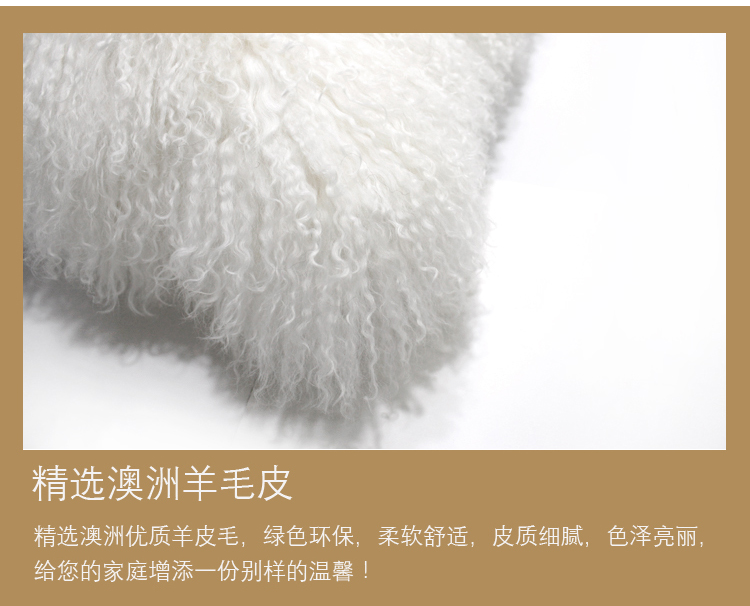 精选澳洲羊毛皮
精选澳洲优质羊皮毛，绿色环保，柔软舒适，皮质细腻，色泽亮丽，
给您的家庭增添一份别样的温馨！